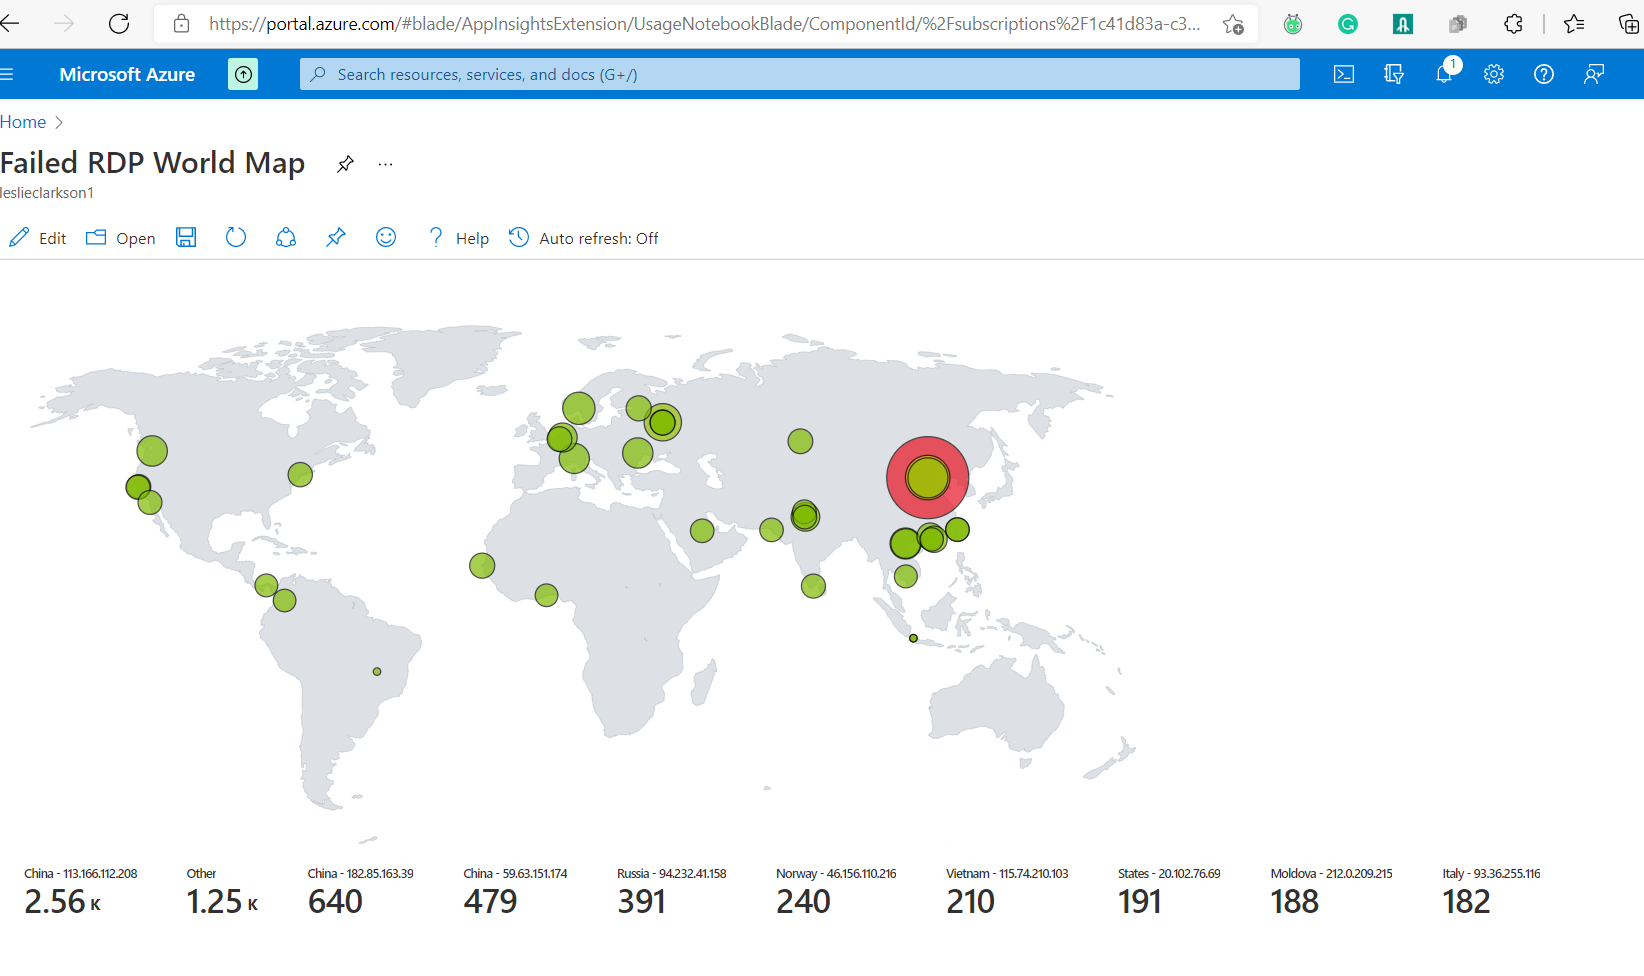 https://portal.azure.com/#blade/AppInsightsExtension/UsageNotebookBlade/ComponentId/%2Fsubscriptions%2F1c41d83a-c3...
Microsoft Azure
Search resources, services, and docs (G+/)
1
Home
Failed RDP World Map
leslieclarkson1
Edit Open Help Auto refresh: Off
China - 113.166.112.208 Other China - 182.85.163.39 China - 59.63.151.174 Russia - 94.232.41.158 Norway - 46.156.110.216 Vietnam - 115.74.210.103 States - 20.102.76.69 Moldova - 212.0.209.215 Italy - 93.36.255.116
2.56 K 1.25 K 640 479 391 240 210 191 188 182